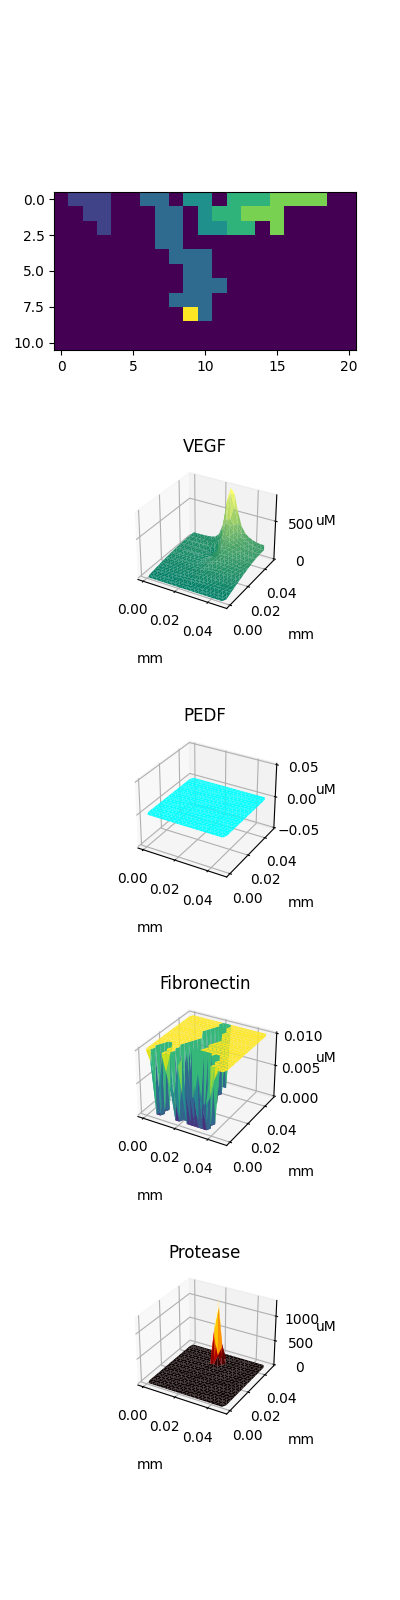 0.0
2.5
5.0
7.5
10.0
0 5 10 15 20
VEGF
500 uM
0
0.04
0.02
0.00
mm
0.00
0.02
0.04
mm
PEDF
0.05
0.00 uM
−0.05
0.04
0.02
0.00
mm
0.00
0.02
0.04
mm
Fibronectin
0.010
uM
0.005
0.000
0.04
0.02
0.00
mm
0.00
0.02
0.04
mm
Protease
1000 uM
500
0
0.04
0.02
0.00
mm
0.00
0.02
0.04
mm